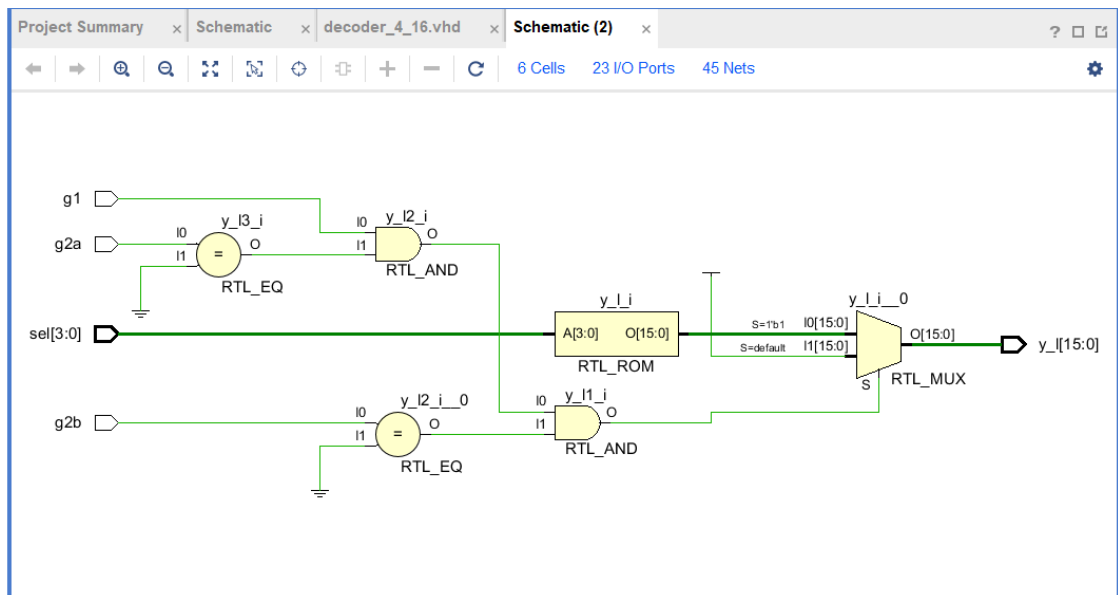 Project Summary × Schematic × decoder_4_16.vhd × Schematic (2) × ?
6 Cells 23 I/O Ports 45 Nets
g1
y_l3_i
y_l2_i
I0
O
g2a
I0
O
I1
I1
=
RTL_AND
RTL_EQ
y_l_i
y_l_i__0
sel[3:0]
A[3:0] O[15:0]
S=1'b1 I0[15:0]
O[15:0]
y_l[15:0]
S=default I1[15:0]
RTL_ROM
S
RTL_MUX
y_l2_i__0
y_l1_i
I0
O
g2b
I0
O
I1
I1
=
RTL_AND
RTL_EQ